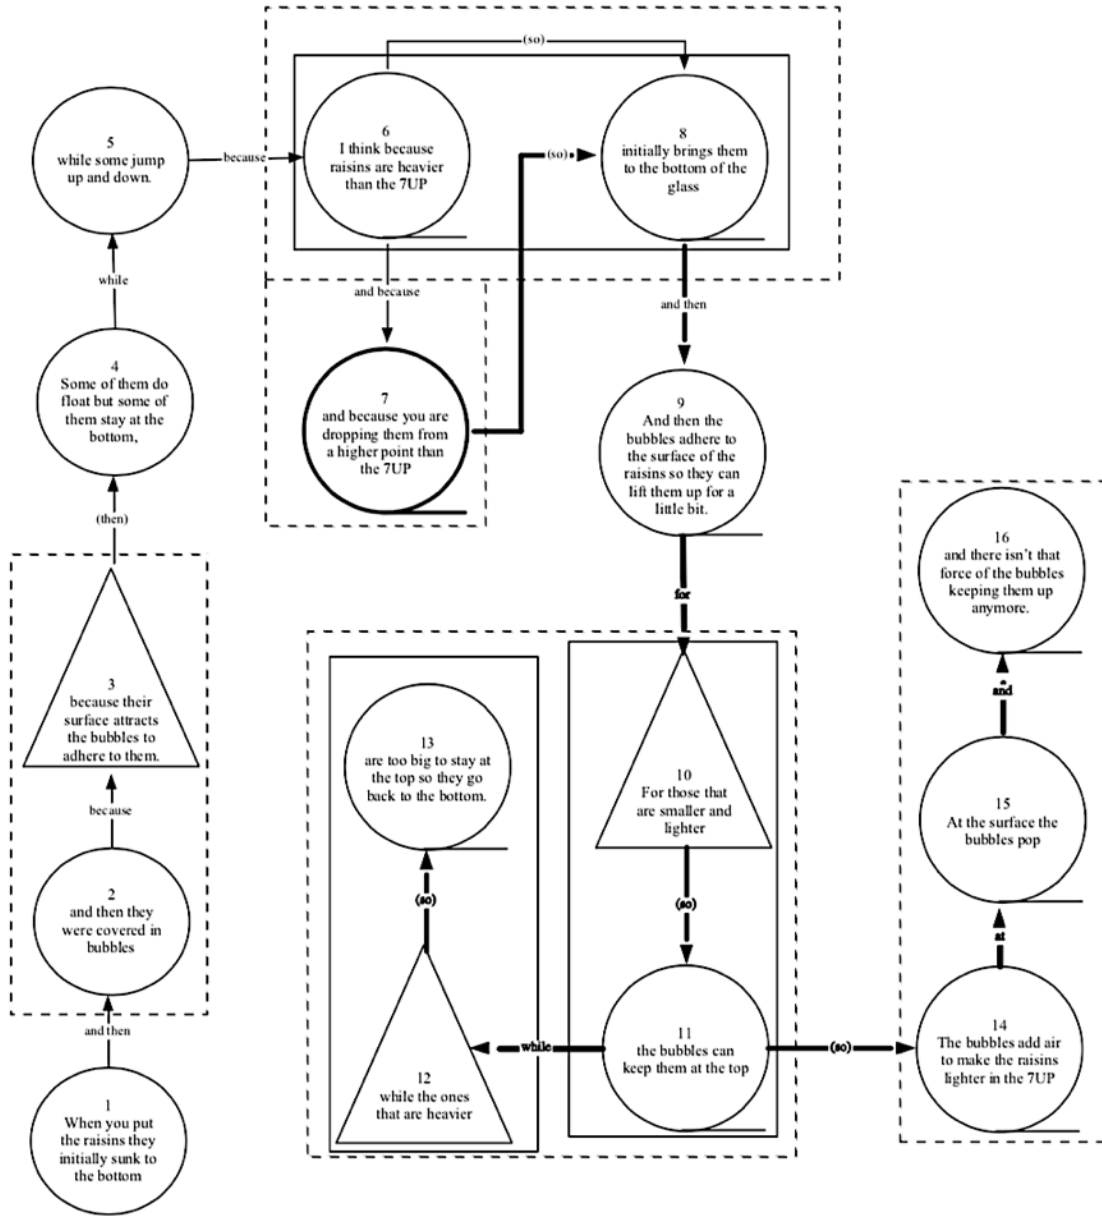 1
When you put
the raisins they
initially sunk to
the bottom
and then
2
and then they
were covered in
bubbles
because
3
because their
surface attracts
the bubbles to
adhere to them.
(then)
4
Some of them do
float but some of
them stay at the
bottom,
while
5
while some jump
up and down.
because
6
I think because
raisins are heavier
than the 7UP
(so)
and because
7
and because you are
dropping them from
a higher point than
the 7UP
(so)
8
initially brings them
to the bottom of the
glass
and then
9
And then the
bubbles adhere to
the surface of the
raisins so they can
lift them up for a
little bit.
for
10
For those that
are smaller and
lighter
(so)
11
the bubbles can
keep them at the top
while
12
while the ones
that are heavier
(so)
13
are too big to stay at
the top so they go
back to the bottom.
(so)
14
The bubbles add air
to make the raisins
lighter in the 7UP
at
15
At the surface the
bubbles pop
and
16
and there isn't that
force of the bubbles
keeping them up
anymore.